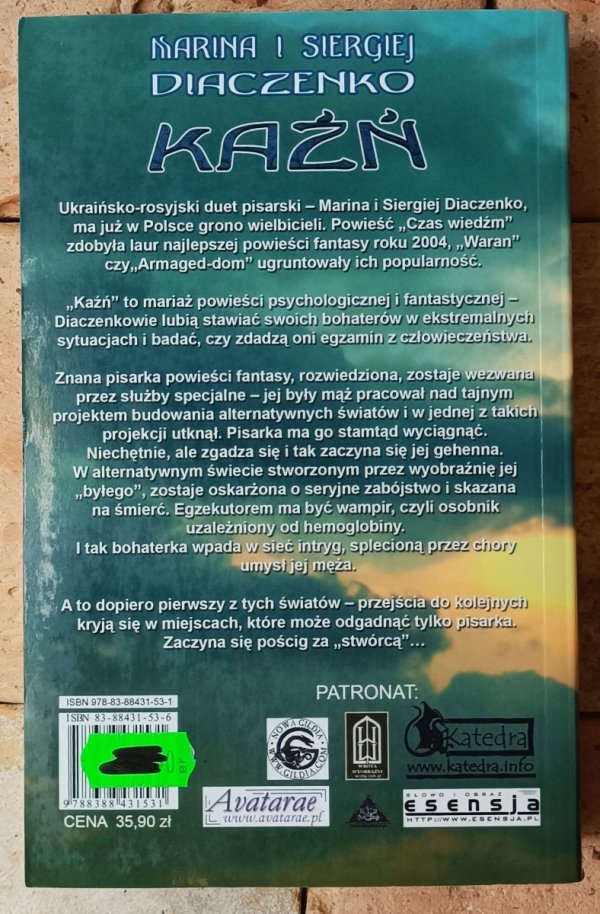 MARINA I SIERGIEJ
DIACZENKO
KAŹŃ
Ukraińsko-rosyjski duet pisarski – Marina i Siergiej Diaczenko,
ma już w Polsce grono wielbicieli. Powieść „Czas wiedźm”
zdobyła laur najlepszej powieści fantasy roku 2004, „Waran”
czy„Armaged-dom” ugruntowały ich popularność.
„Kaźń” to mariaż powieści psychologicznej i fantastycznej –
Diaczenkowie lubią stawiać swoich bohaterów w ekstremalnych
sytuacjach i badać, czy zdadzą oni egzamin z człowieczeństwa.
Znana pisarka powieści fantasy, rozwiedziona, zostaje wezwana
przez służby specjalne – jej były mąż pracował nad tajnym
projektem budowania alternatywnych światów i w jednej z takich
projekcji utknął. Pisarka ma go stamtąd wyciągnąć.
Niechętnie, ale zgadza się i tak zaczyna się jej gehenna.
W alternatywnym świecie stworzonym przez wyobraźnię jej
„byłego”, zostaje oskarżona o seryjne zabójstwo i skazana
na śmierć. Egzekutorem ma być wampir, czyli osobnik
uzależniony od hemoglobiny.
I tak bohaterka wpada w sieć intryg, splecioną przez chory
umysł jej męża.
A to dopiero pierwszy z tych światów – przejścia do kolejnych
kryją się w miejscach, które może odgadnąć tylko pisarka.
Zaczyna się pościg za „stwórcą”...
PATRONAT:
ISBN 978-83-88431-53-1
ISBN 83-88431-53-6
9788388431531
CENA 35,90 zł
NOWA GILDIA
WWW.GILDIA.COM
WROTA
WYOBRAŹNI
Katedra
www.katedra.info
Avatarae
www.avatarae.pl
SŁOWO I OBRAZ
esensja
HTTP://WWW.ESENSJA.PL